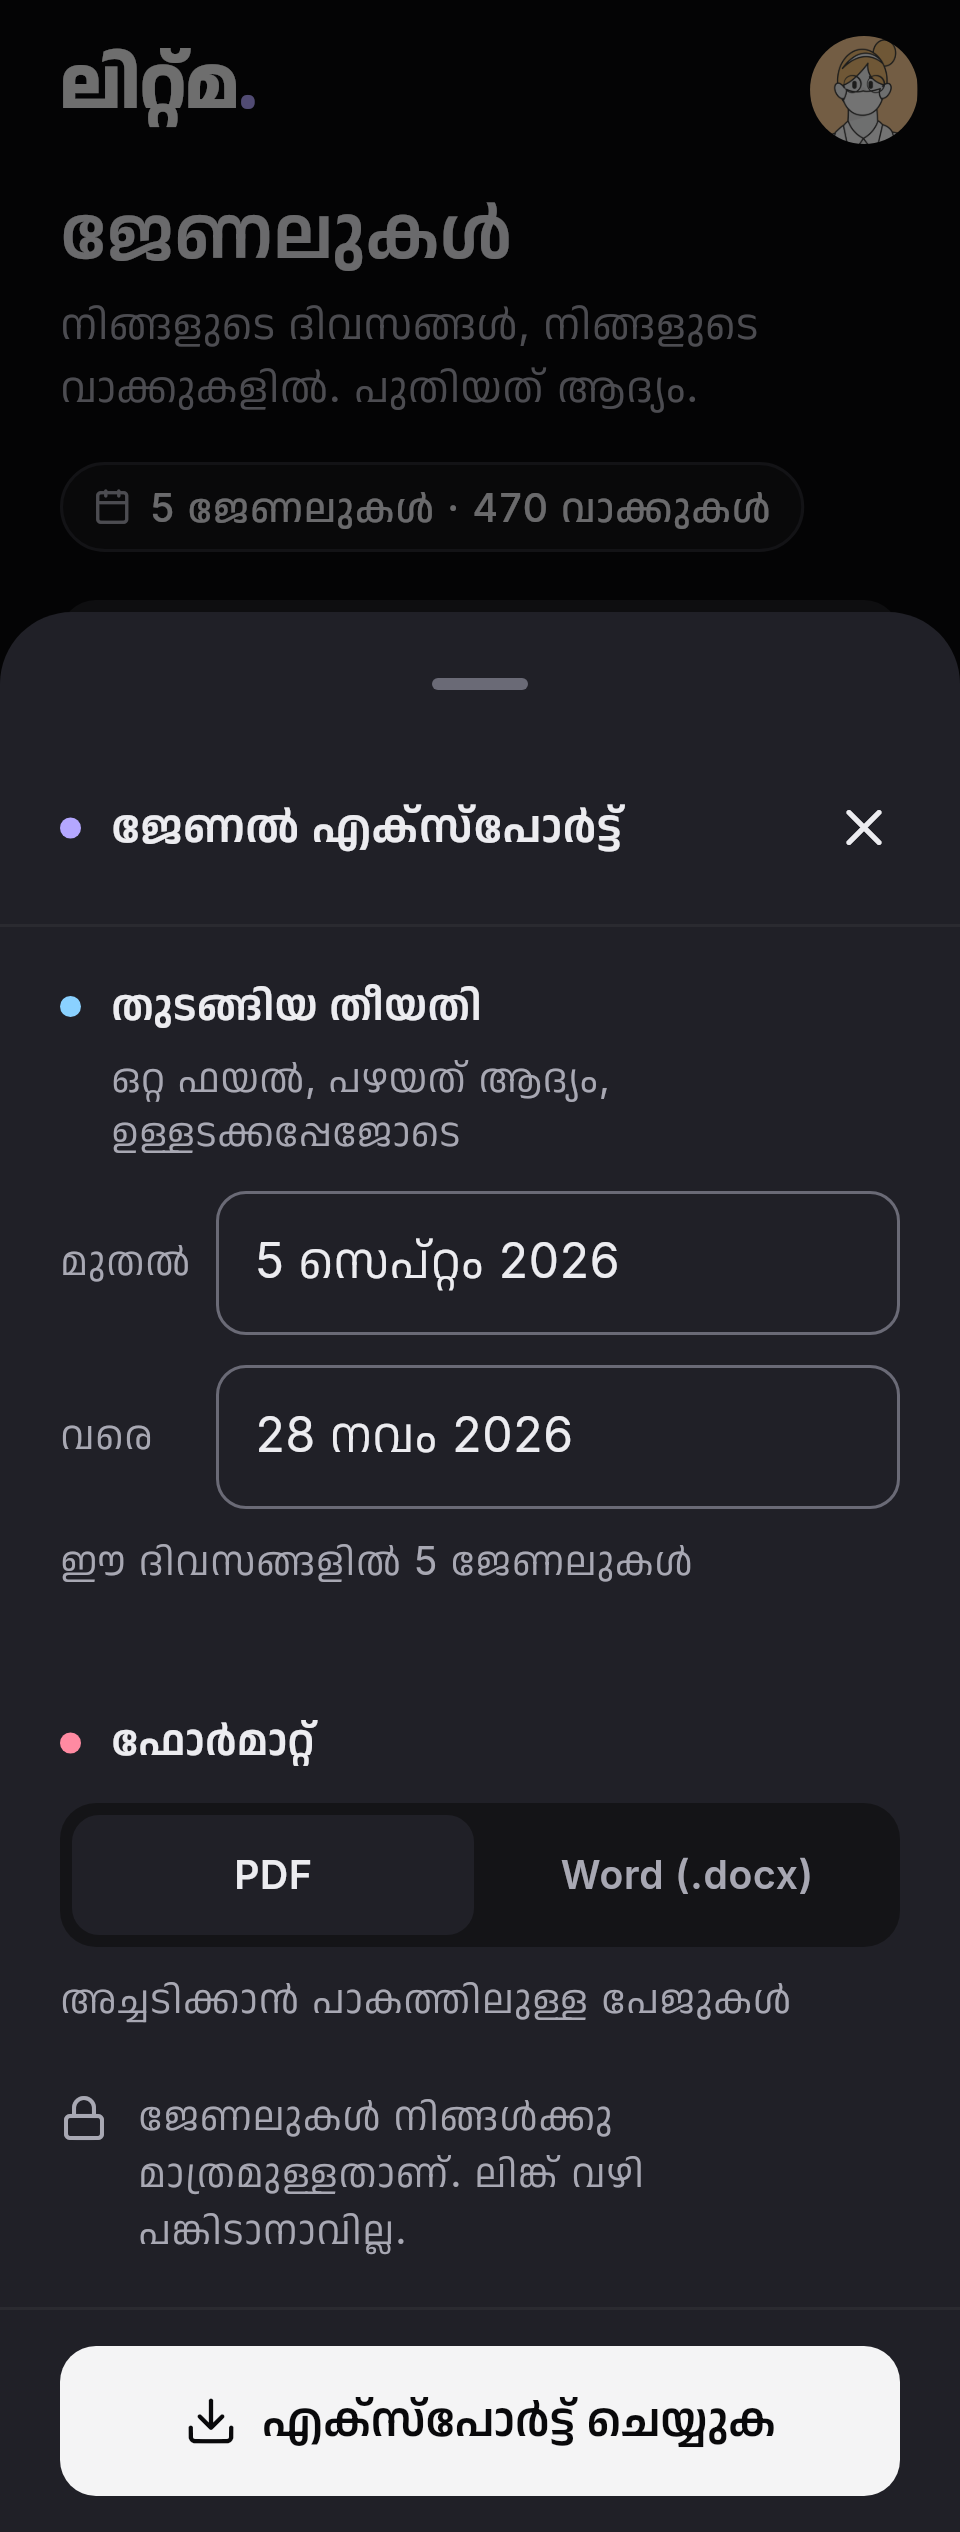 ലിറ്റ്മ.
ജേണലുകൾ
നിങ്ങളുടെ ദിവസങ്ങൾ, നിങ്ങളുടെ
വാക്കുകളിൽ. പുതിയത് ആദ്യം.
5 ജേണലുകൾ · 470 വാക്കുകൾ
ജേണൽ എക്സ്പോർട്ട്
തുടങ്ങിയ തീയതി
ഒറ്റ ഫയൽ, പഴയത് ആദ്യം,
ഉള്ളടക്കപ്പേജോടെ
മുതൽ
5 സെപ്റ്റം 2026
വരെ
28 നവം 2026
ഈ ദിവസങ്ങളിൽ 5 ജേണലുകൾ
ഫോർമാറ്റ്
PDF
Word (.docx)
അച്ചടിക്കാൻ പാകത്തിലുള്ള പേജുകൾ
ജേണലുകൾ നിങ്ങൾക്കു
മാത്രമുള്ളതാണ്. ലിങ്ക് വഴി
പങ്കിടാനാവില്ല.
എക്സ്പോർട്ട് ചെയ്യുക